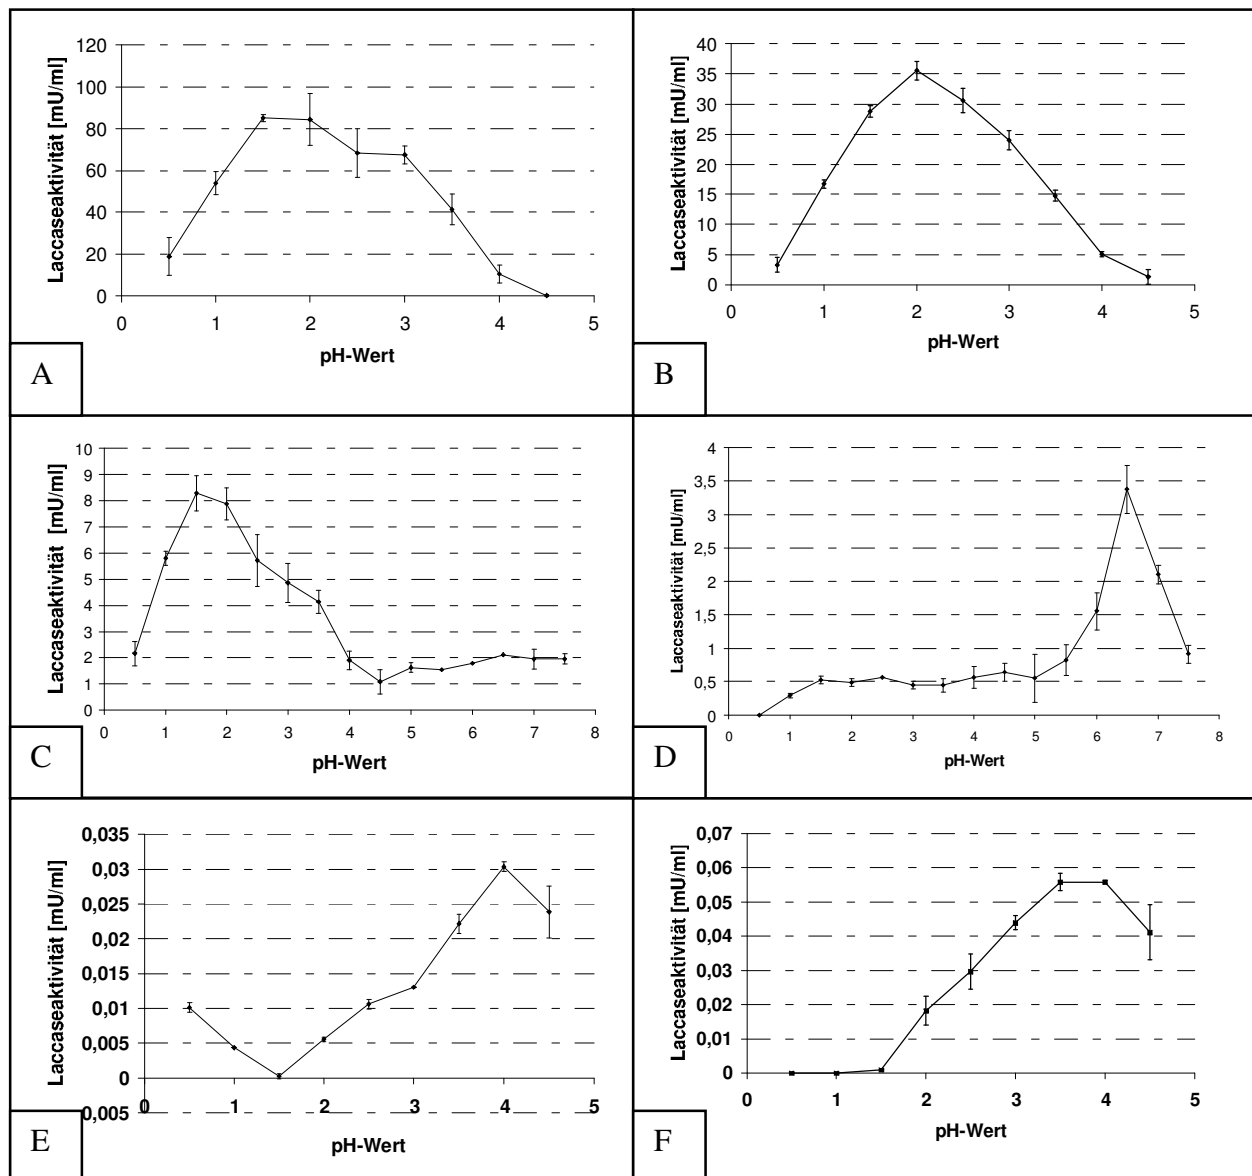 120
100
80
60
40
20
0
0 1 2 3 4 5
Laccaseaktivität [mU/ml]
pH-Wert
A
40
35
30
25
20
15
10
5
0
0 1 2 3 4 5
Laccaseaktivität [mU/ml]
pH-Wert
B
10
9
8
7
6
5
4
3
2
1
0
0 1 2 3 4 5 6 7 8
Laccaseaktivität [mU/ml]
pH-Wert
C
4
3,5
3
2,5
2
1,5
1
0,5
0
0 1 2 3 4 5 6 7 8
Laccaseaktivität [mU/ml]
pH-Wert
D
0,035
0,03
0,025
0,02
0,015
0,01
0,005
0
0,005
0 1 2 3 4 5
Laccaseaktivität [mU/ml]
pH-Wert
E
0,07
0,06
0,05
0,04
0,03
0,02
0,01
0
0 1 2 3 4 5
Laccaseaktivität [mU/ml]
pH-Wert
F